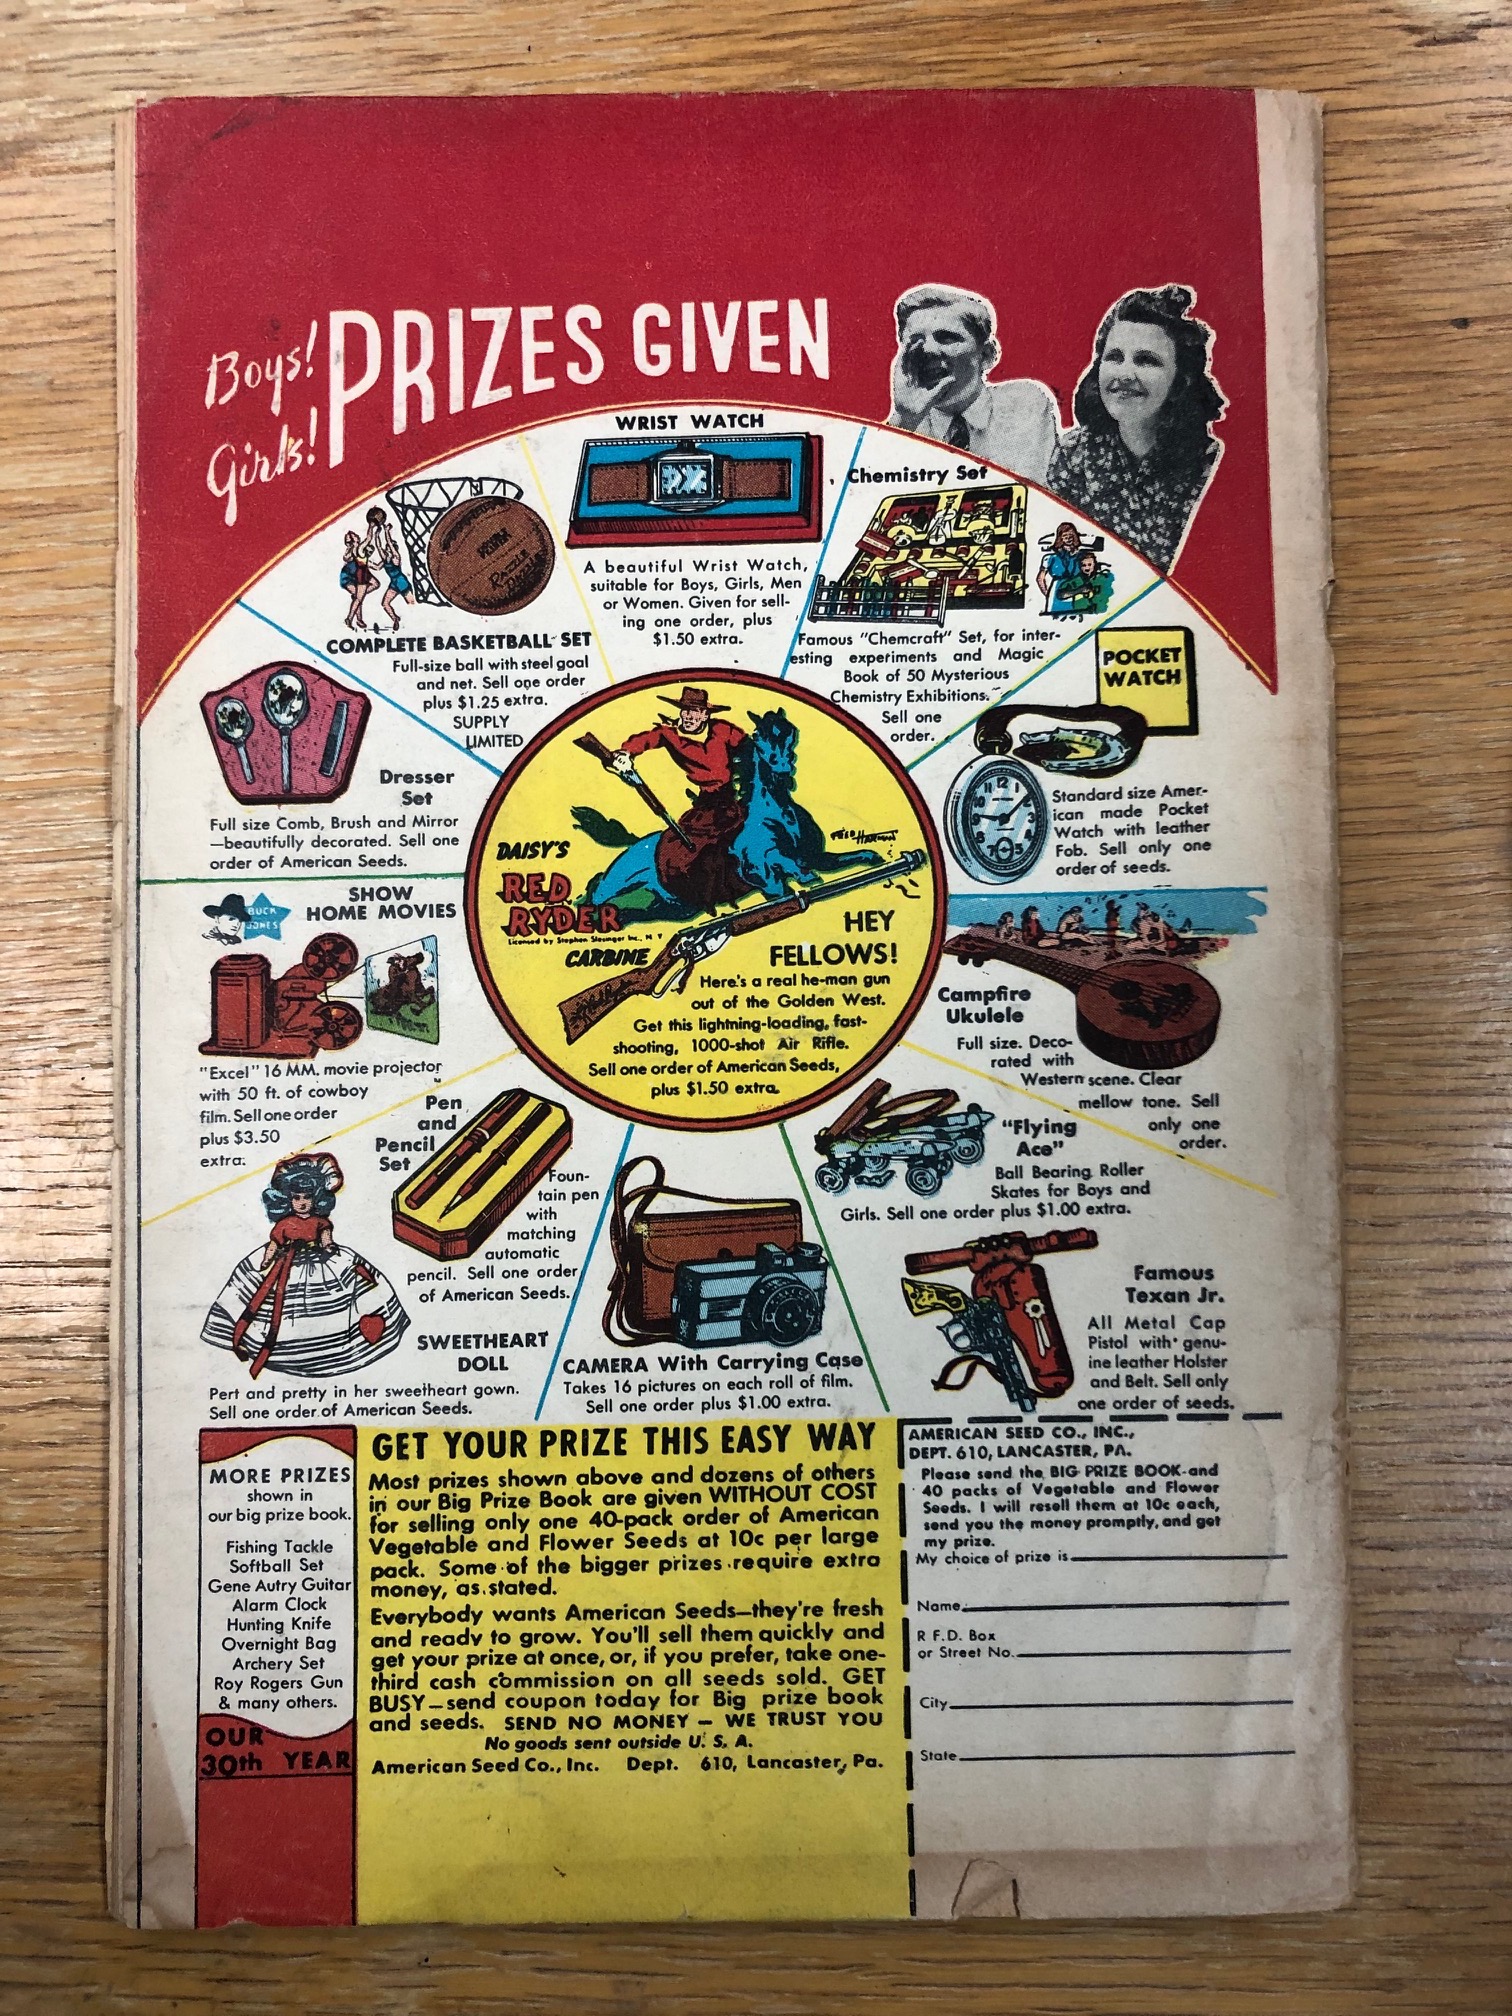 Boys!
Girls!
PRIZES GIVEN
WRIST WATCH
A beautiful Wrist Watch,
suitable for Boys, Girls, Men
or Women. Given for sell-
ing one order, plus
$1.50 extra.
Chemistry Set
Famous "Chemcraft" Set, for inter-
esting experiments and Magic
Book of 50 Mysterious
Chemistry Exhibitions.
Sell one
order.
COMPLETE BASKETBALL SET
Full-size ball with steel goal
and net. Sell one order
plus $1.25 extra.
SUPPLY
LIMITED
POCKET
WATCH
Standard size Amer-
ican made Pocket
Watch with leather
Fob. Sell only one
order of seeds.
Dresser
Set
Full size Comb, Brush and Mirror
—beautifully decorated. Sell one
order of American Seeds.
DAISY'S
RED
RYDER
Licensed by Stephen Slesinger Inc., N Y
CARBINE
FRED HARMAN
HEY
FELLOWS!
Here's a real he-man gun
out of the Golden West.
Get this lightning-loading, fast-
shooting, 1000-shot Air Rifle.
Sell one order of American Seeds,
plus $1.50 extra.
BUCK
JONES
SHOW
HOME MOVIES
"Excel" 16 MM. movie projector
with 50 ft. of cowboy
film. Sell one order
plus $3.50
extra.
Campfire
Ukulele
Full size. Deco-
rated with
Western scene. Clear
mellow tone. Sell
only one
order.
Pen
and
Pencil
Set
Foun-
tain pen
with
matching
automatic
pencil. Sell one order
of American Seeds.
"Flying
Ace"
Ball Bearing Roller
Skates for Boys and
Girls. Sell one order plus $1.00 extra.
SWEETHEART
DOLL
Pert and pretty in her sweetheart gown.
Sell one order of American Seeds.
CAMERA With Carrying Case
Takes 16 pictures on each roll of film.
Sell one order plus $1.00 extra.
Famous
Texan Jr.
All Metal Cap
Pistol with genu-
ine leather Holster
and Belt. Sell only
one order of seeds.
MORE PRIZES
shown in
our big prize book.
Fishing Tackle
Softball Set
Gene Autry Guitar
Alarm Clock
Hunting Knife
Overnight Bag
Archery Set
Roy Rogers Gun
& many others.
OUR
30th YEAR
GET YOUR PRIZE THIS EASY WAY
Most prizes shown above and dozens of others
in our Big Prize Book are given WITHOUT COST
for selling only one 40-pack order of American
Vegetable and Flower Seeds at 10c per large
pack. Some of the bigger prizes require extra
money, as stated.
Everybody wants American Seeds—they're fresh
and ready to grow. You'll sell them quickly and
get your prize at once, or, if you prefer, take one-
third cash commission on all seeds sold. GET
BUSY—send coupon today for Big prize book
and seeds. SEND NO MONEY — WE TRUST YOU
No goods sent outside U. S. A.
American Seed Co., Inc. Dept. 610, Lancaster, Pa.
AMERICAN SEED CO., INC.,
DEPT. 610, LANCASTER, PA.
Please send the BIG PRIZE BOOK and
40 packs of Vegetable and Flower
Seeds. I will resell them at 10c each,
send you the money promptly, and get
my prize.
My choice of prize is
Name
R F.D. Box
or Street No.
City
State